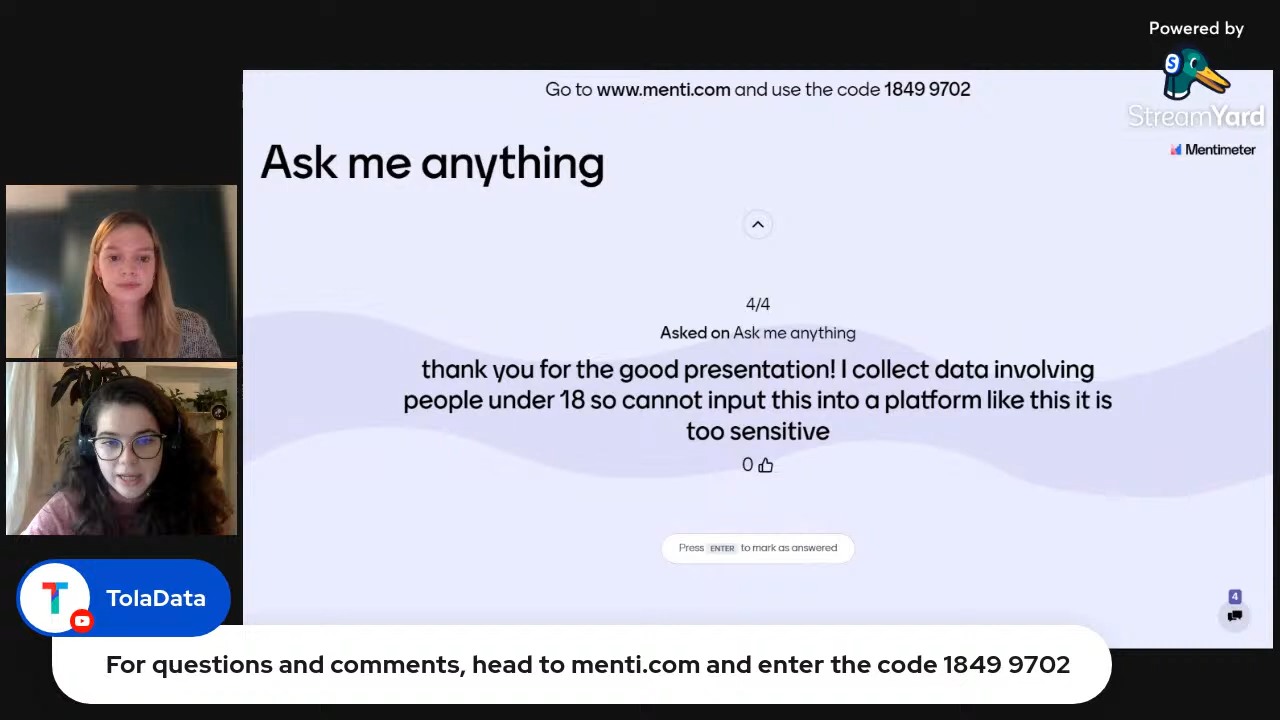 Powered by
StreamYard
Go to www.menti.com and use the code 1849 9702
Mentimeter
Ask me anything
4/4
Asked on Ask me anything
thank you for the good presentation! I collect data involving
people under 18 so cannot input this into a platform like this it is
too sensitive
0
Press ENTER to mark as answered
4
TolaData
For questions and comments, head to menti.com and enter the code 1849 9702